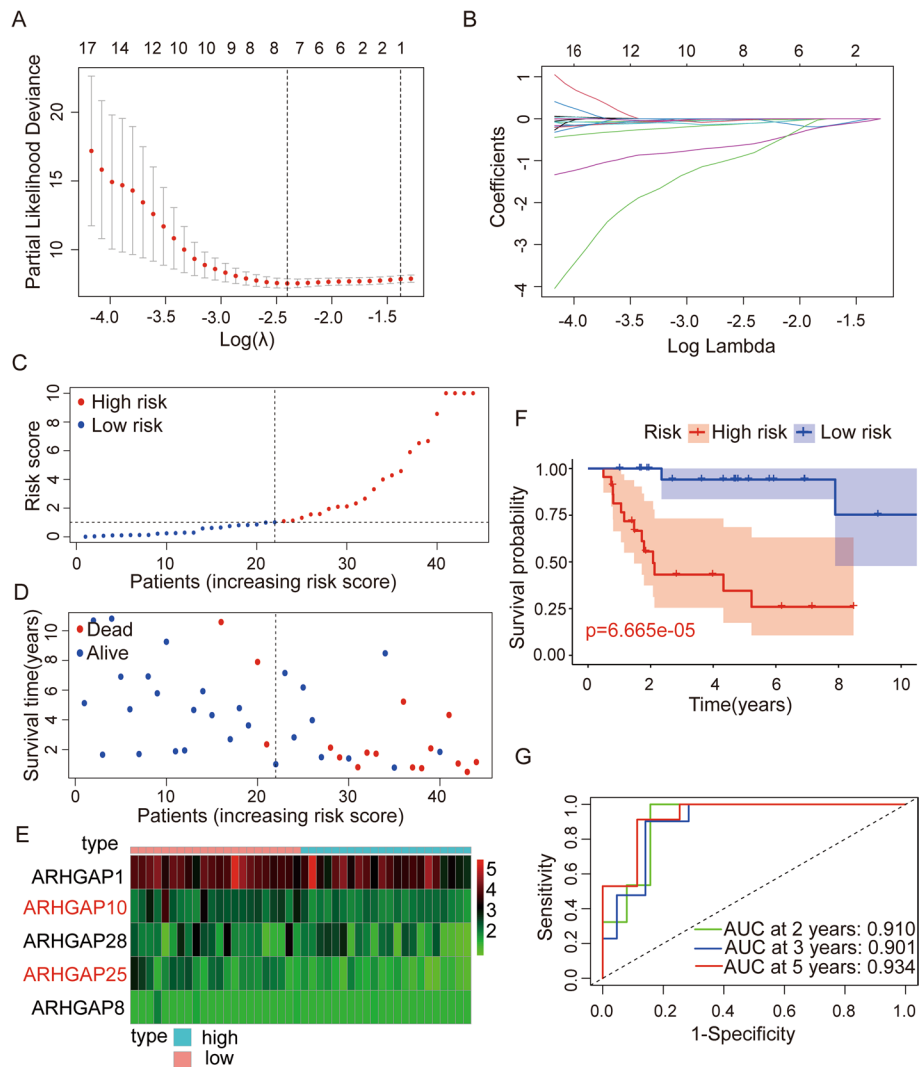 A
17 14 12 10 10 9 8 8 7 6 6 2 2 1
Partial Likelihood Deviance
20
15
10
-4.0 -3.5 -3.0 -2.5 -2.0 -1.5
Log(λ)
B
16 12 10 8 6 2
Coefficients
1
0
-1
-2
-3
-4
-4.0 -3.5 -3.0 -2.5 -2.0 -1.5
Log Lambda
C
Risk score
10
8
6
4
2
0
High risk
Low risk
0 10 20 30 40
Patients (increasing risk score)
D
Survival time(years)
10
8
6
4
2
Dead
Alive
0 10 20 30 40
Patients (increasing risk score)
E
type
ARHGAP1
ARHGAP10
ARHGAP28
ARHGAP25
ARHGAP8
5
4
3
2
type high
low
F
Risk High risk Low risk
Survival probability
1.00
0.75
0.50
0.25
0.00
p=6.665e-05
0 2 4 6 8 10
Time(years)
G
Sensitivity
1.0
0.8
0.6
0.4
0.2
0.0
AUC at 2 years: 0.910
AUC at 3 years: 0.901
AUC at 5 years: 0.934
0.0 0.2 0.4 0.6 0.8 1.0
1-Specificity